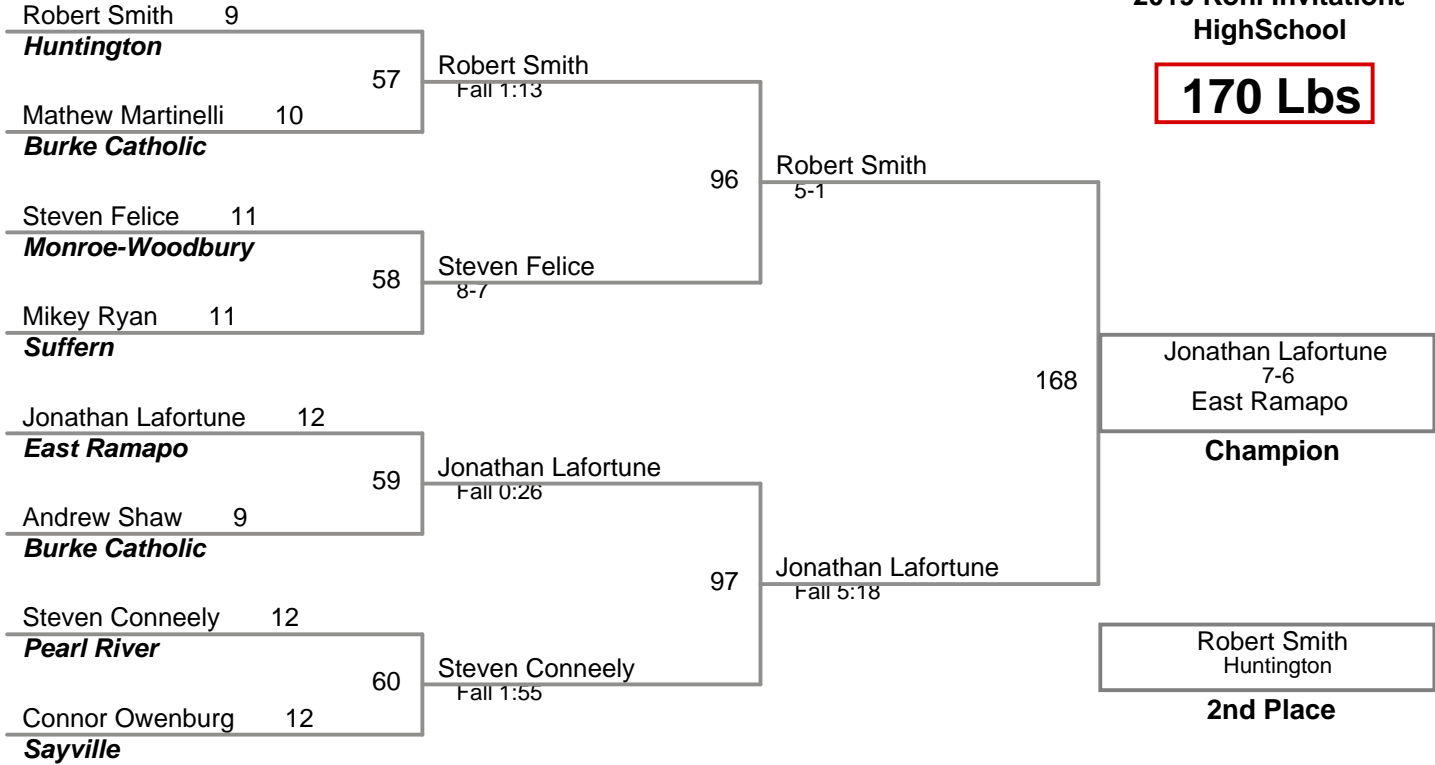 2019 Kohl Invitational
HighSchool
170 Lbs
Robert Smith 9
Huntington
57
Mathew Martinelli 10
Burke Catholic
Robert Smith
Fall 1:13
Steven Felice 11
Monroe-Woodbury
58
Mikey Ryan 11
Suffern
Steven Felice
8-7
96
Robert Smith
5-1
Jonathan Lafortune 12
East Ramapo
59
Andrew Shaw 9
Burke Catholic
Jonathan Lafortune
Fall 0:26
Steven Conneely 12
Pearl River
60
Connor Owenburg 12
Sayville
Steven Conneely
Fall 1:55
97
Jonathan Lafortune
Fall 5:18
168
Jonathan Lafortune
7-6
East Ramapo
Champion
Robert Smith
Huntington
2nd Place